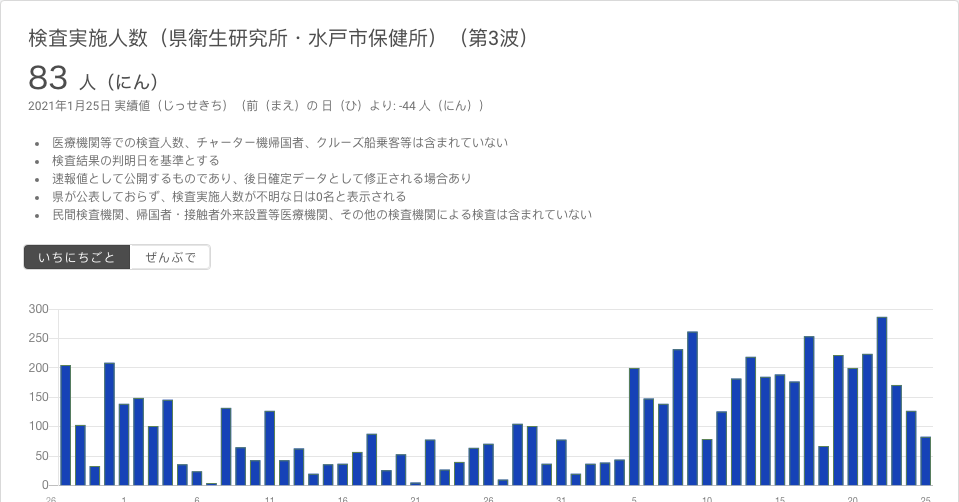 検査実施人数（県衛生研究所・水戸市保健所）（第3波）
83 人（にん）
2021年1月25日 実績値（じっせきち）（前（まえ）の 日（ひ）より: -44 人（にん））
• 医療機関等での検査人数、チャーター機帰国者、クルーズ船乗客等は含まれていない
• 検査結果の判明日を基準とする
• 速報値として公開するものであり、後日確定データとして修正される場合あり
• 県が公表しておらず、検査実施人数が不明な日は0名と表示される
• 民間検査機関、帰国者・接触者外来設置等医療機関、その他の検査機関による検査は含まれていない
いちにちごと ぜんぶで
300
250
200
150
100
50
0
26 1 6 11 16 21 26 31 5 10 15 20 25